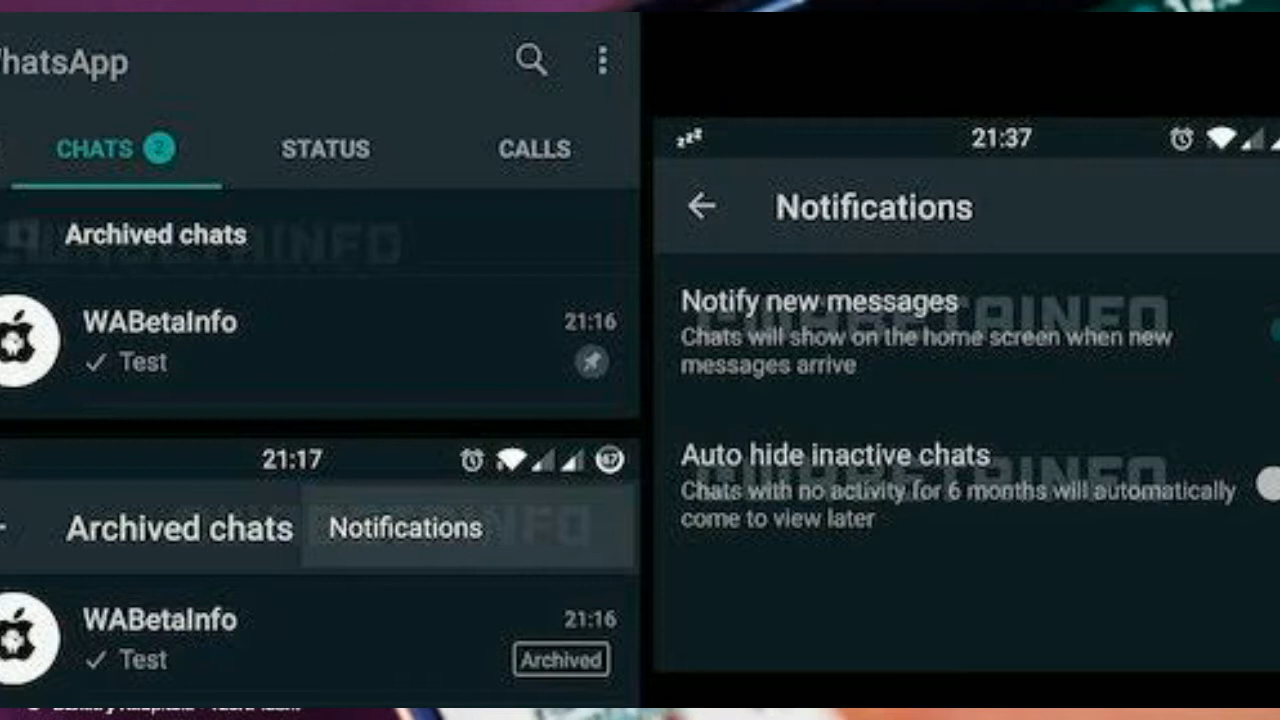 hatsApp
CHATS 2
STATUS
CALLS
Archived chats
WABetaInfo
21:16
✓ Test
21:17
67
Archived chats
Notifications
WABetaInfo
21:16
✓ Test
Archived
zzz
21:37
Notifications
Notify new messages
Chats will show on the home screen when new
messages arrive
Auto hide inactive chats
Chats with no activity for 6 months will automatically
come to view later